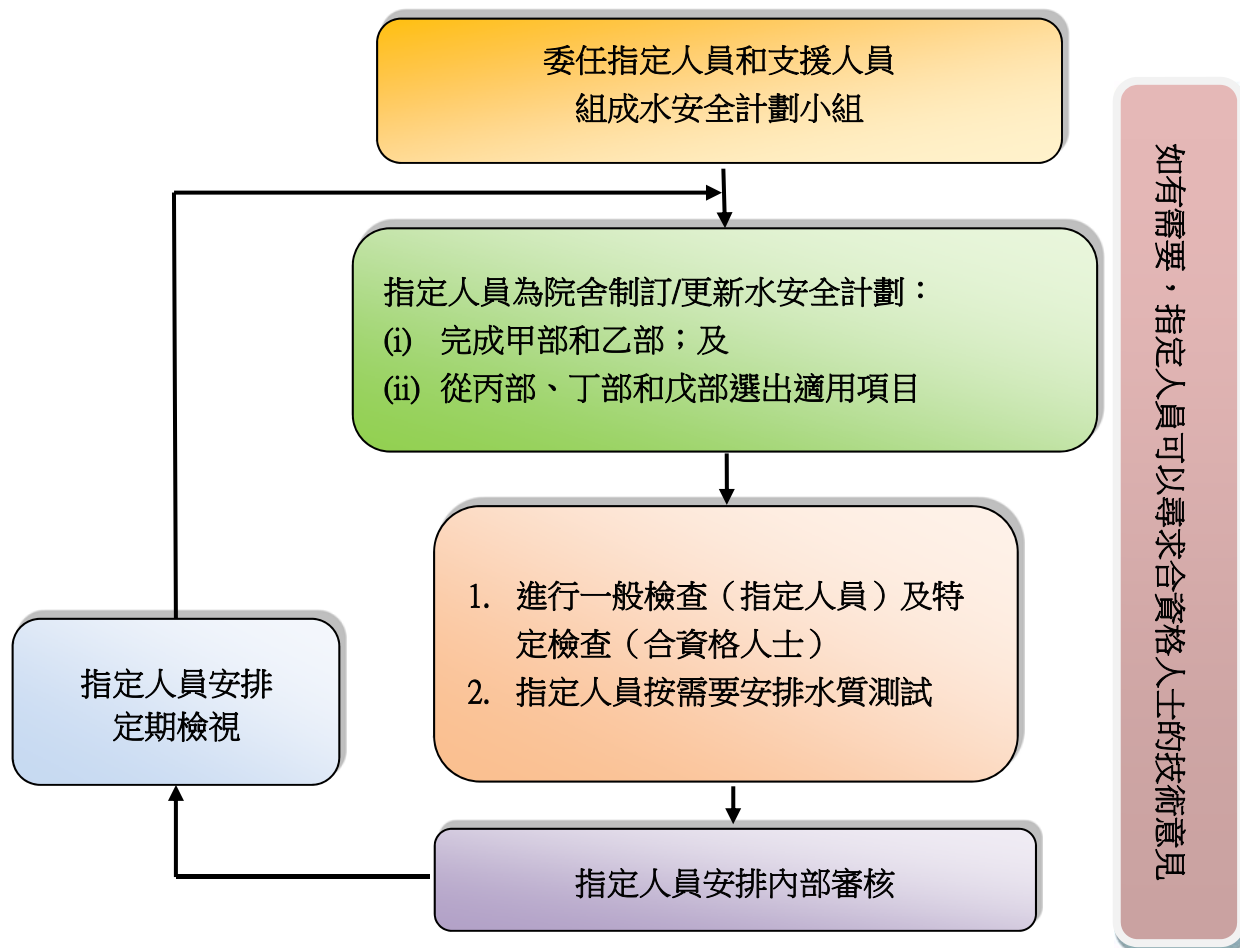 委任指定人員和支援人員
組成水安全計劃小組
指定人員為院舍制訂/更新水安全計劃：
(i) 完成甲部和乙部；及
(ii) 從丙部、丁部和戊部選出適用項目
1. 進行一般檢查（指定人員）及特
定檢查（合資格人士）
2. 指定人員按需要安排水質測試
指定人員安排內部審核
指定人員安排
定期檢視
如有需要，指定人員可以尋求合資格人士的技術意見